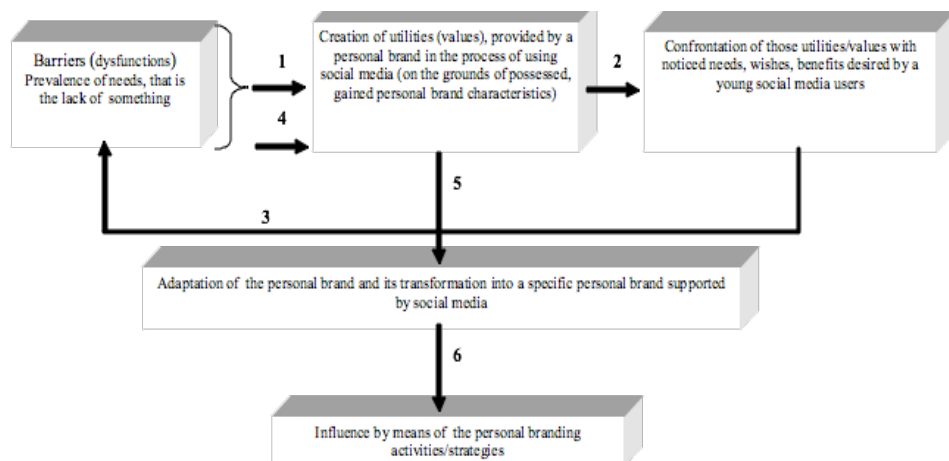 Barriers (dysfunctions)
Prevalence of needs, that is
the lack of something
1
4
Creation of utilities (values), provided by a
personal brand in the process of using
social media (on the grounds of possessed,
gained personal brand characteristics)
2
Confrontation of those utilities/values with
noticed needs, wishes, benefits desired by a
young social media users
5
3
Adaptation of the personal brand and its transformation into a specific personal brand supported
by social media
6
Influence by means of the personal branding
activities/strategies